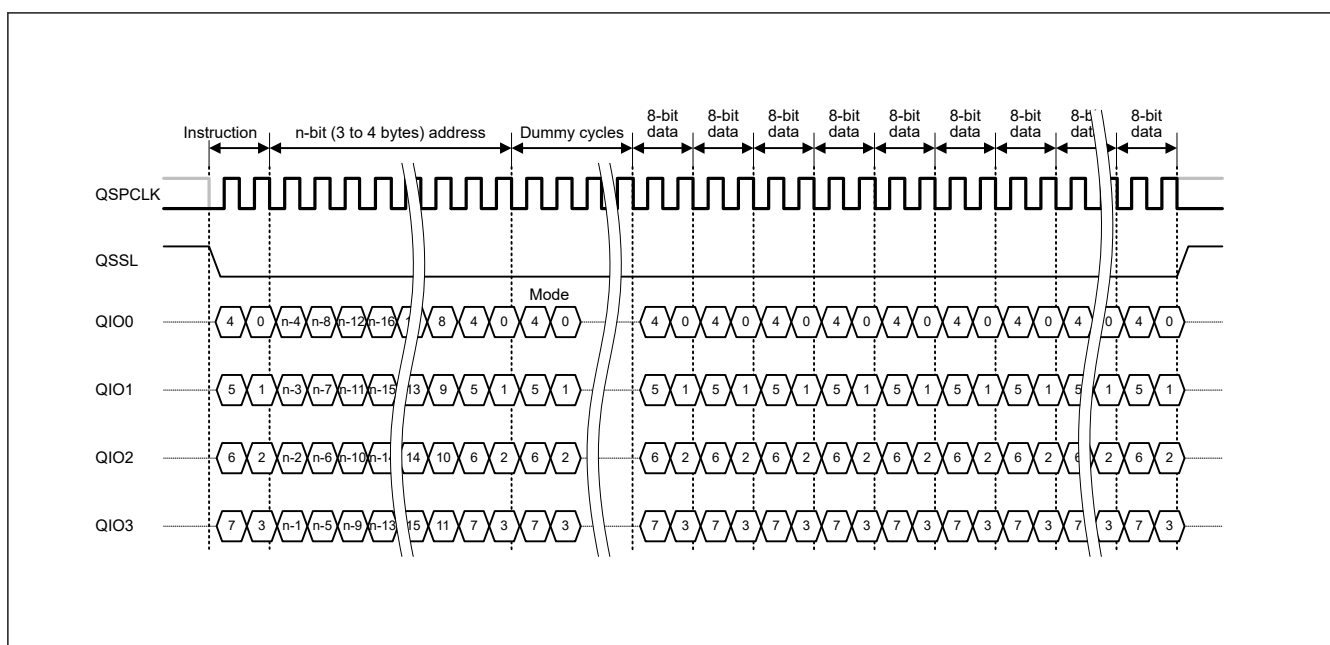 8-bit 8-bit 8-bit 8-bit 8-bit 8-bit 8-bit 8-bit
Instruction n-bit (3 to 4 bytes) address Dummy cycles data data data data data data data data
QSPCLK
QSSL
Mode
QIO0 4 0 n-4 n-8 n-12 n-16 8 4 0 4 0 4 0 4 0 4 0 4 0 4 0 4 0 4 0 4 0 4 0
QIO1 5 1 n-3 n-7 n-11 n-15 13 9 5 1 5 1 5 1 5 1 5 1 5 1 5 1 5 1 5 1 5 1 5 1
QIO2 6 2 n-2 n-6 n-10 n-14 14 10 6 2 6 2 6 2 6 2 6 2 6 2 6 2 6 2 6 2 6 2 6 2
QIO3 7 3 n-1 n-5 n-9 n-13 15 11 7 3 7 3 7 3 7 3 7 3 7 3 7 3 7 3 7 3 7 3 7 3